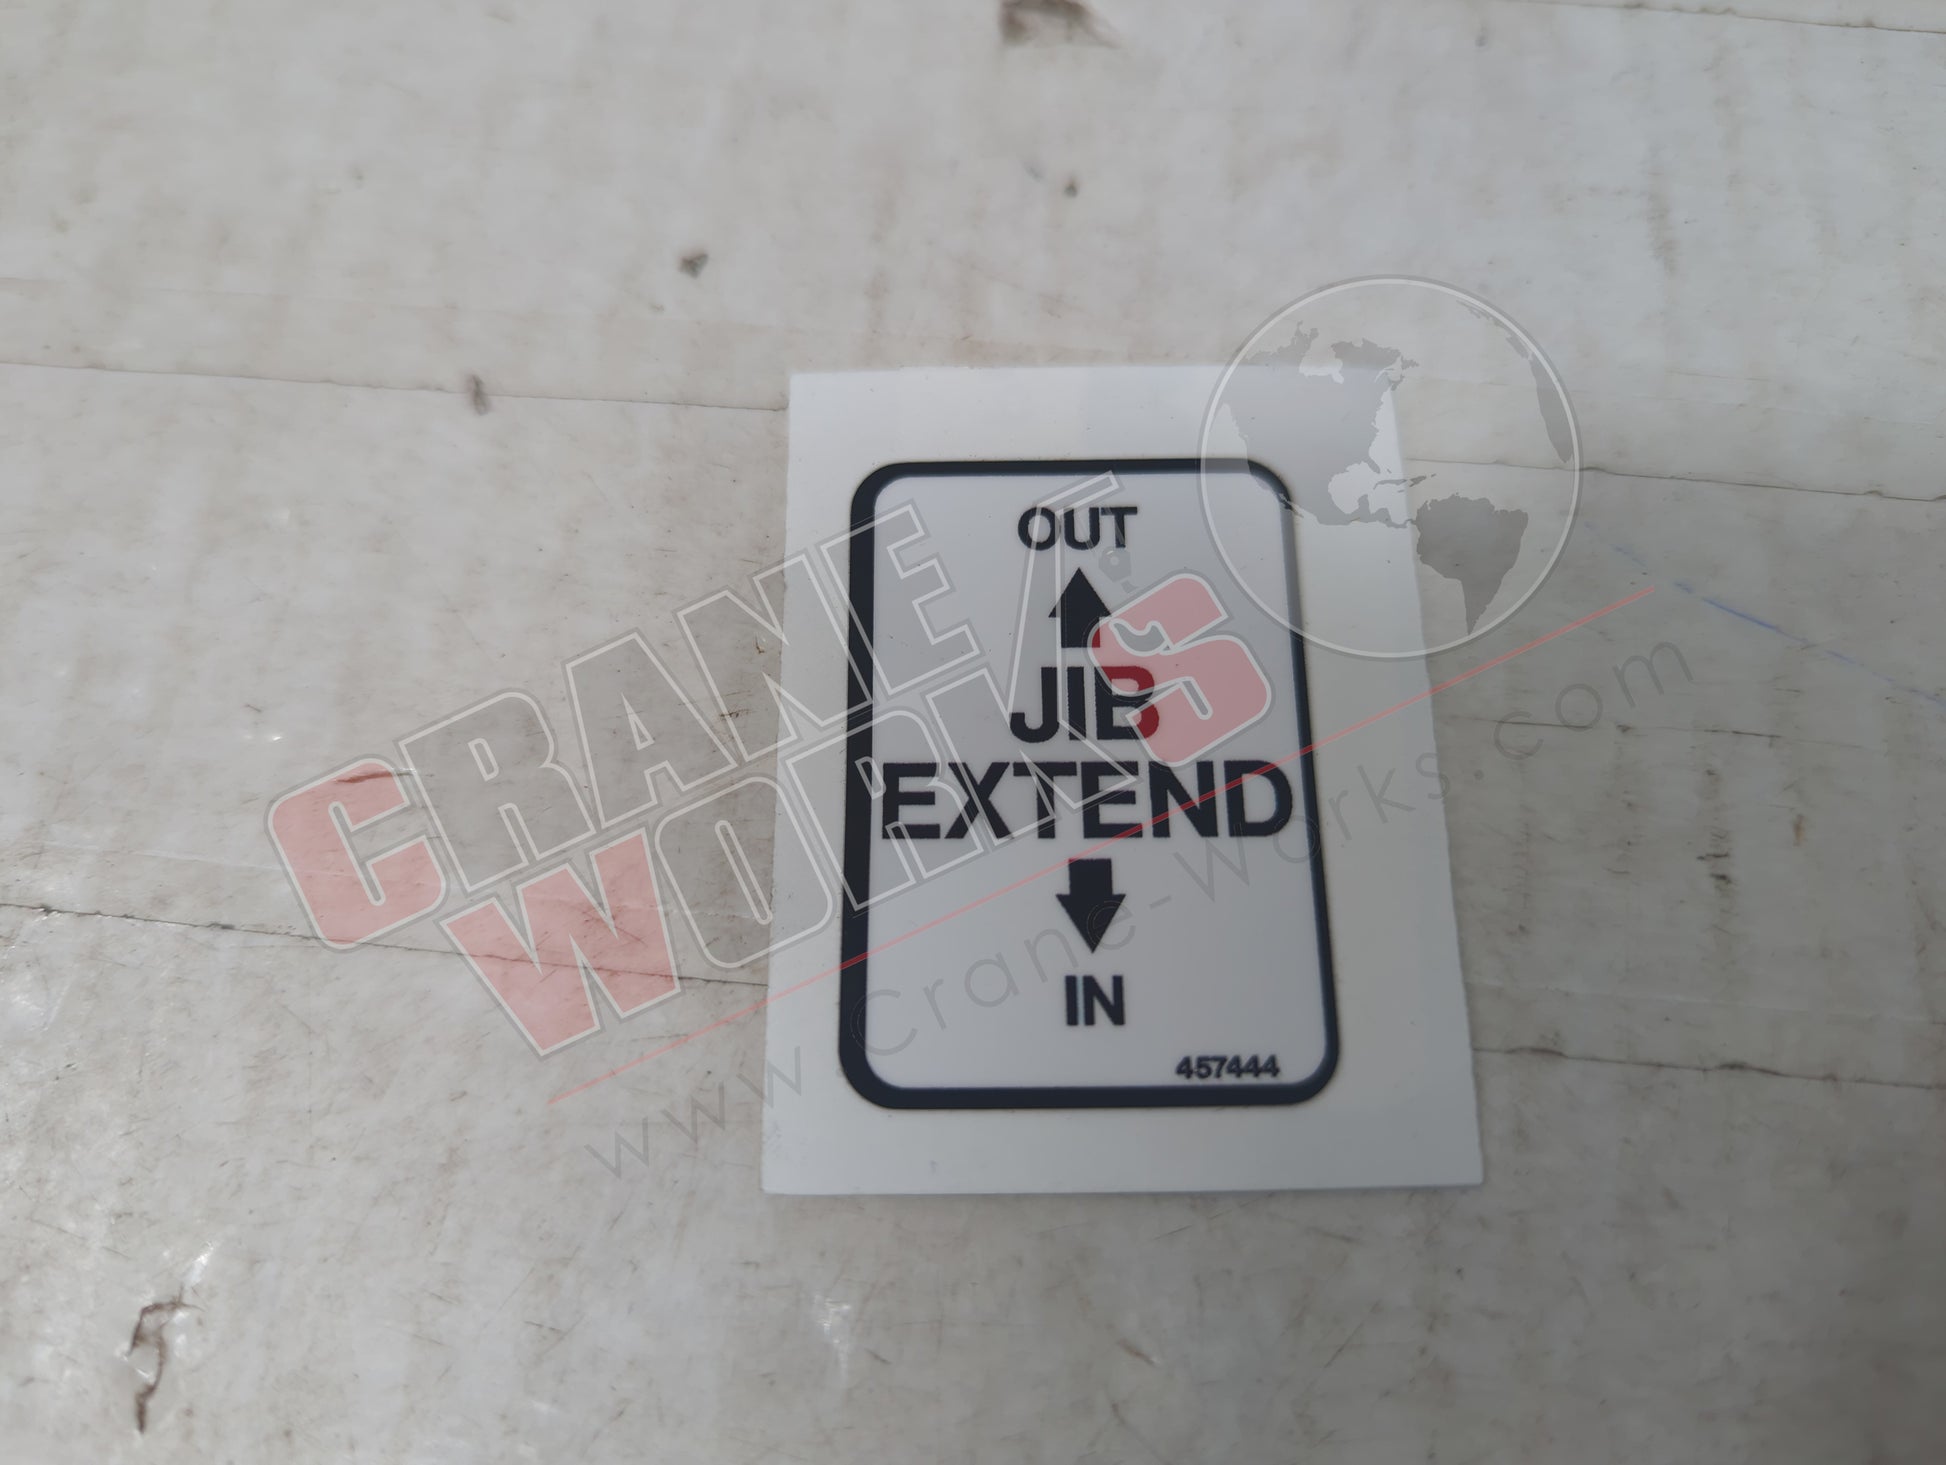 OUT
JIB
EXTEND
IN
457444
CRANE
WORKS
www.crane-works.com